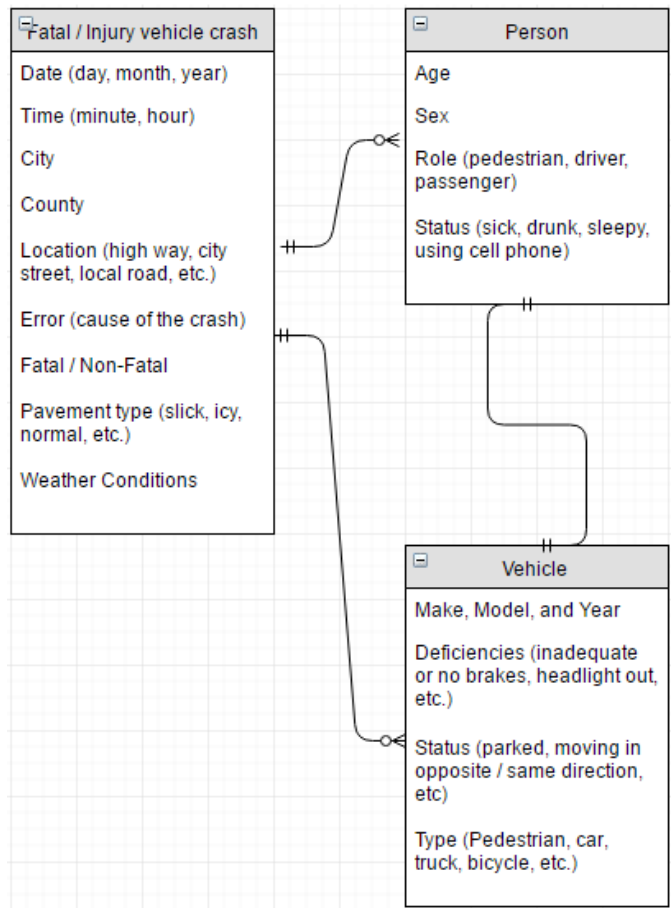 Fatal / Injury vehicle crash
Date (day, month, year)
Time (minute, hour)
City
County
Location (high way, city
street, local road, etc.)
Error (cause of the crash)
Fatal / Non-Fatal
Pavement type (slick, icy,
normal, etc.)
Weather Conditions
Person
Age
Sex
Role (pedestrian, driver,
passenger)
Status (sick, drunk, sleepy,
using cell phone)
Vehicle
Make, Model, and Year
Deficiencies (inadequate
or no brakes, headlight out,
etc.)
Status (parked, moving in
opposite / same direction,
etc)
Type (Pedestrian, car,
truck, bicycle, etc.)